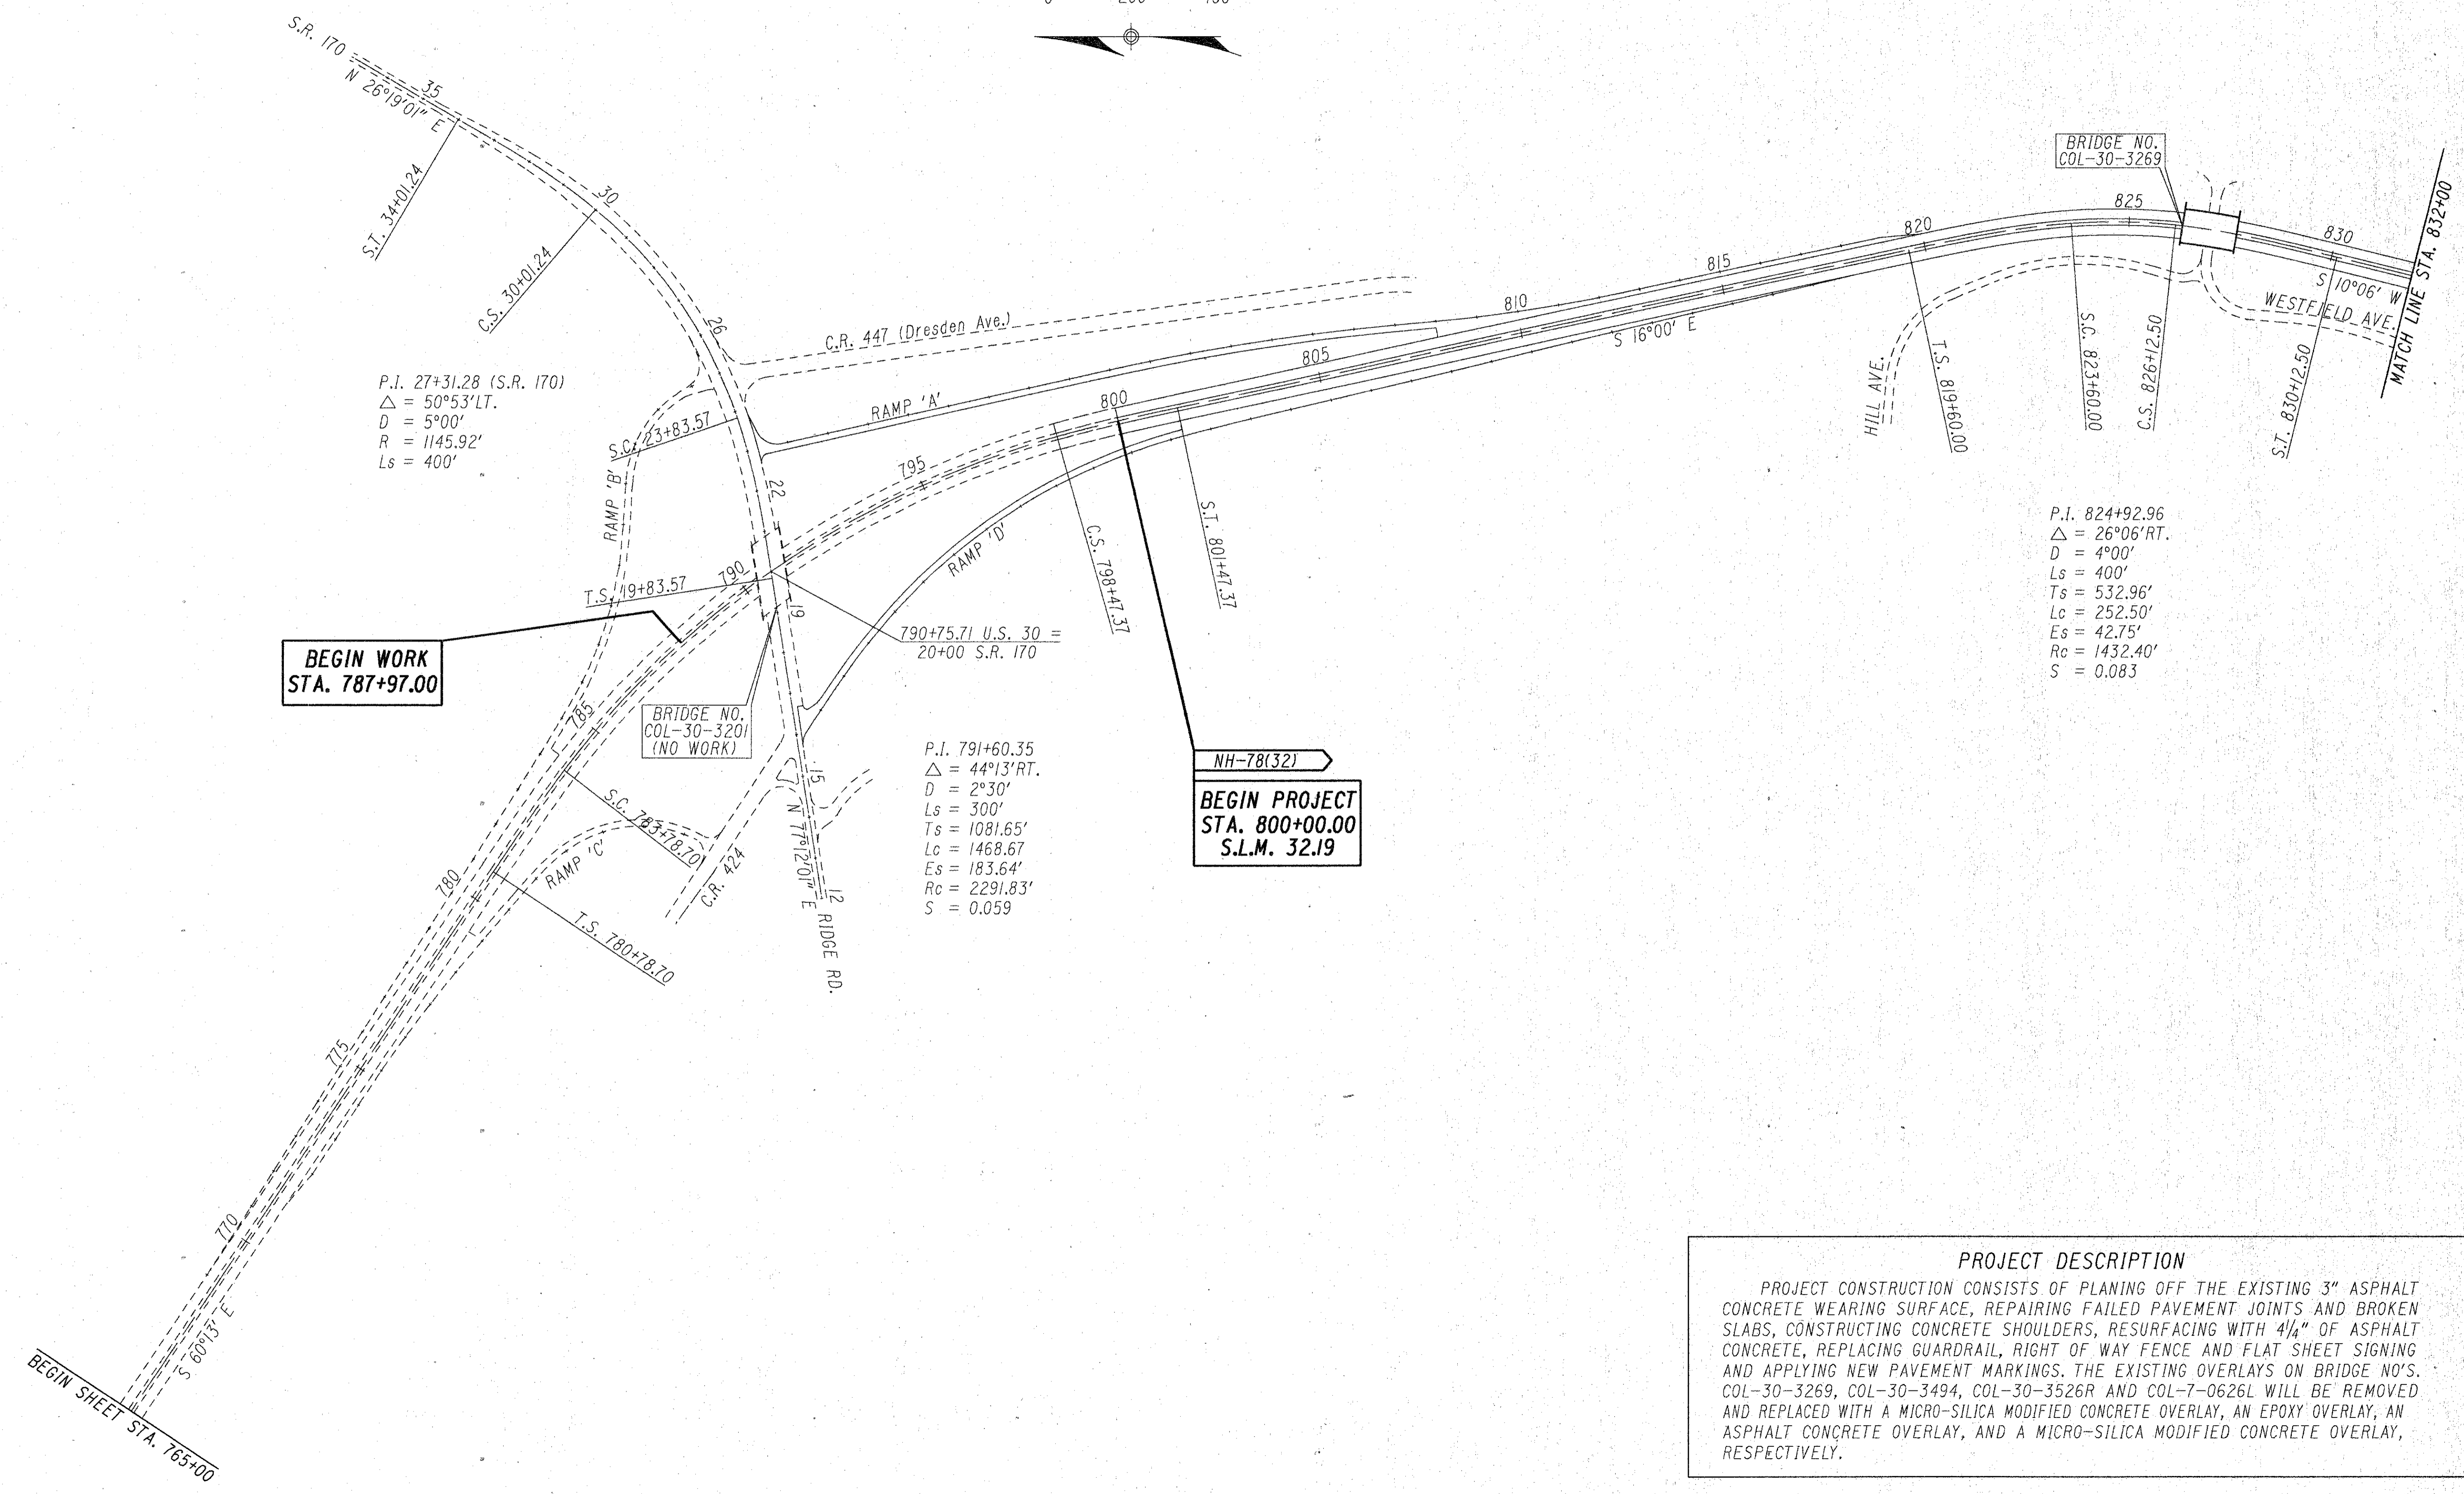 200
S.R. 170
N 26°19'01" E
35
S.T. 34+01.24
30
C.S. 30+01.24
26
C.R. 447 (Dresden Ave.)
P.I. 27+31.28 (S.R. 170)
△ = 50°53'LT.
D = 5°00'
R = 1145.92'
Ls = 400'
S.C. 23+83.57
RAMP 'B'
RAMP 'A'
22
T.S. 19+83.57
19
790
795
800
805
810
815
820
825
830
S 16°00' E
BRIDGE NO.
COL-30-3269
S 10°06' W
WESTFIELD AVE.
MATCH LINE STA. 832+00
HILL AVE.
T.S. 819+60.00
S.C. 823+60.00
C.S. 826+12.50
S.T. 830+12.50
P.I. 824+92.96
△ = 26°06'RT.
D = 4°00'
Ls = 400'
Ts = 532.96'
Lc = 252.50'
Es = 42.75'
Rc = 1432.40'
S = 0.083
RAMP 'D'
C.S. 798+47.37
S.T. 801+47.37
790+75.71 U.S. 30 =
20+00 S.R. 170
BEGIN WORK
STA. 787+97.00
BRIDGE NO.
COL-30-3201
(NO WORK)
785
P.I. 791+60.35
△ = 44°13'RT.
D = 2°30'
Ls = 300'
Ts = 1081.65'
Lc = 1468.67
Es = 183.64'
Rc = 2291.83'
S = 0.059
NH-78(32)
BEGIN PROJECT
STA. 800+00.00
S.L.M. 32.19
S.C. 783+78.70
RAMP 'C'
C.R. 424
15
N 77°12'01" E
12
RIDGE RD.
T.S. 780+78.70
780
775
770
S 60°13' E
BEGIN SHEET STA. 765+00
PROJECT DESCRIPTION
PROJECT CONSTRUCTION CONSISTS OF PLANING OFF THE EXISTING 3" ASPHALT
CONCRETE WEARING SURFACE, REPAIRING FAILED PAVEMENT JOINTS AND BROKEN
SLABS, CONSTRUCTING CONCRETE SHOULDERS, RESURFACING WITH 4 1/4" OF ASPHALT
CONCRETE, REPLACING GUARDRAIL, RIGHT OF WAY FENCE AND FLAT SHEET SIGNING
AND APPLYING NEW PAVEMENT MARKINGS. THE EXISTING OVERLAYS ON BRIDGE NO'S.
COL-30-3269, COL-30-3494, COL-30-3526R AND COL-7-0626L WILL BE REMOVED
AND REPLACED WITH A MICRO-SILICA MODIFIED CONCRETE OVERLAY, AN EPOXY OVERLAY, AN
ASPHALT CONCRETE OVERLAY, AND A MICRO-SILICA MODIFIED CONCRETE OVERLAY,
RESPECTIVELY.